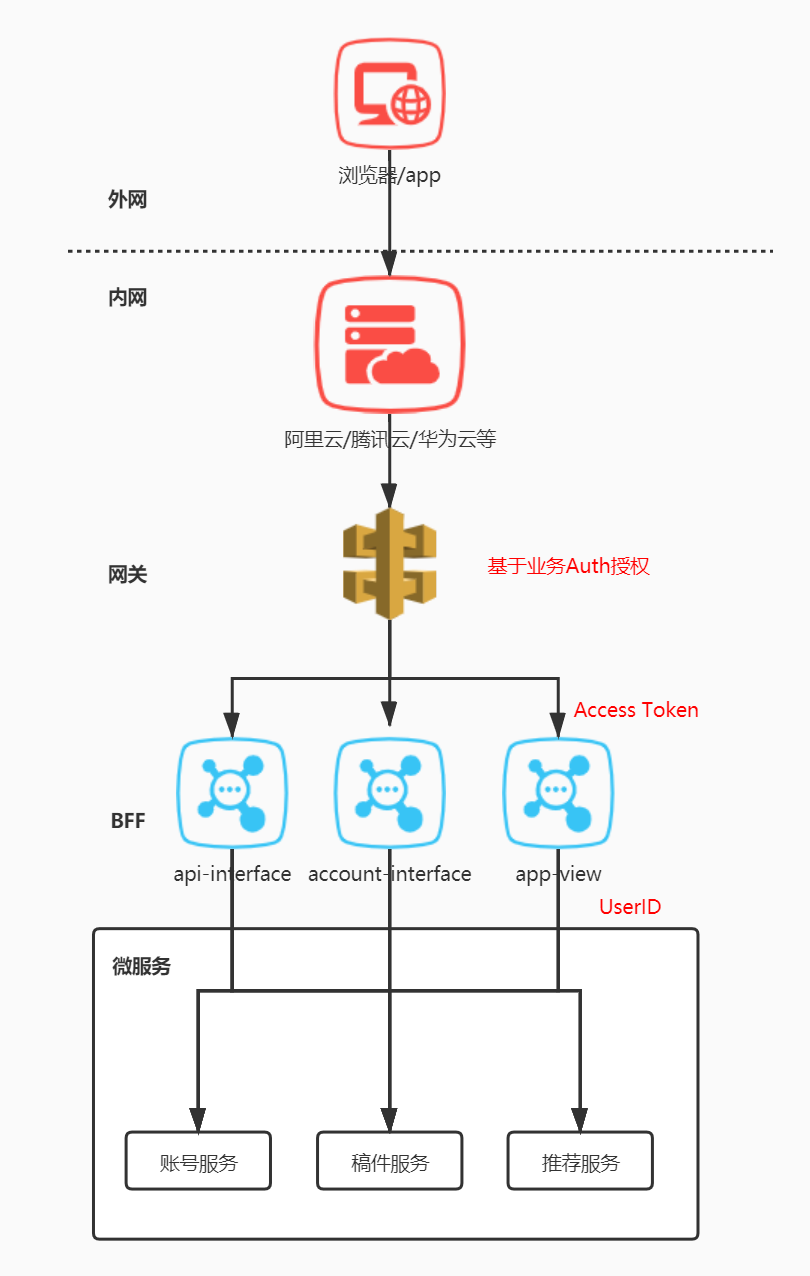 浏览器/app
外网
内网
阿里云/腾讯云/华为云等
网关
基于业务Auth授权
Access Token
BFF
api-interface
account-interface
app-view
UserID
微服务
账号服务
稿件服务
推荐服务